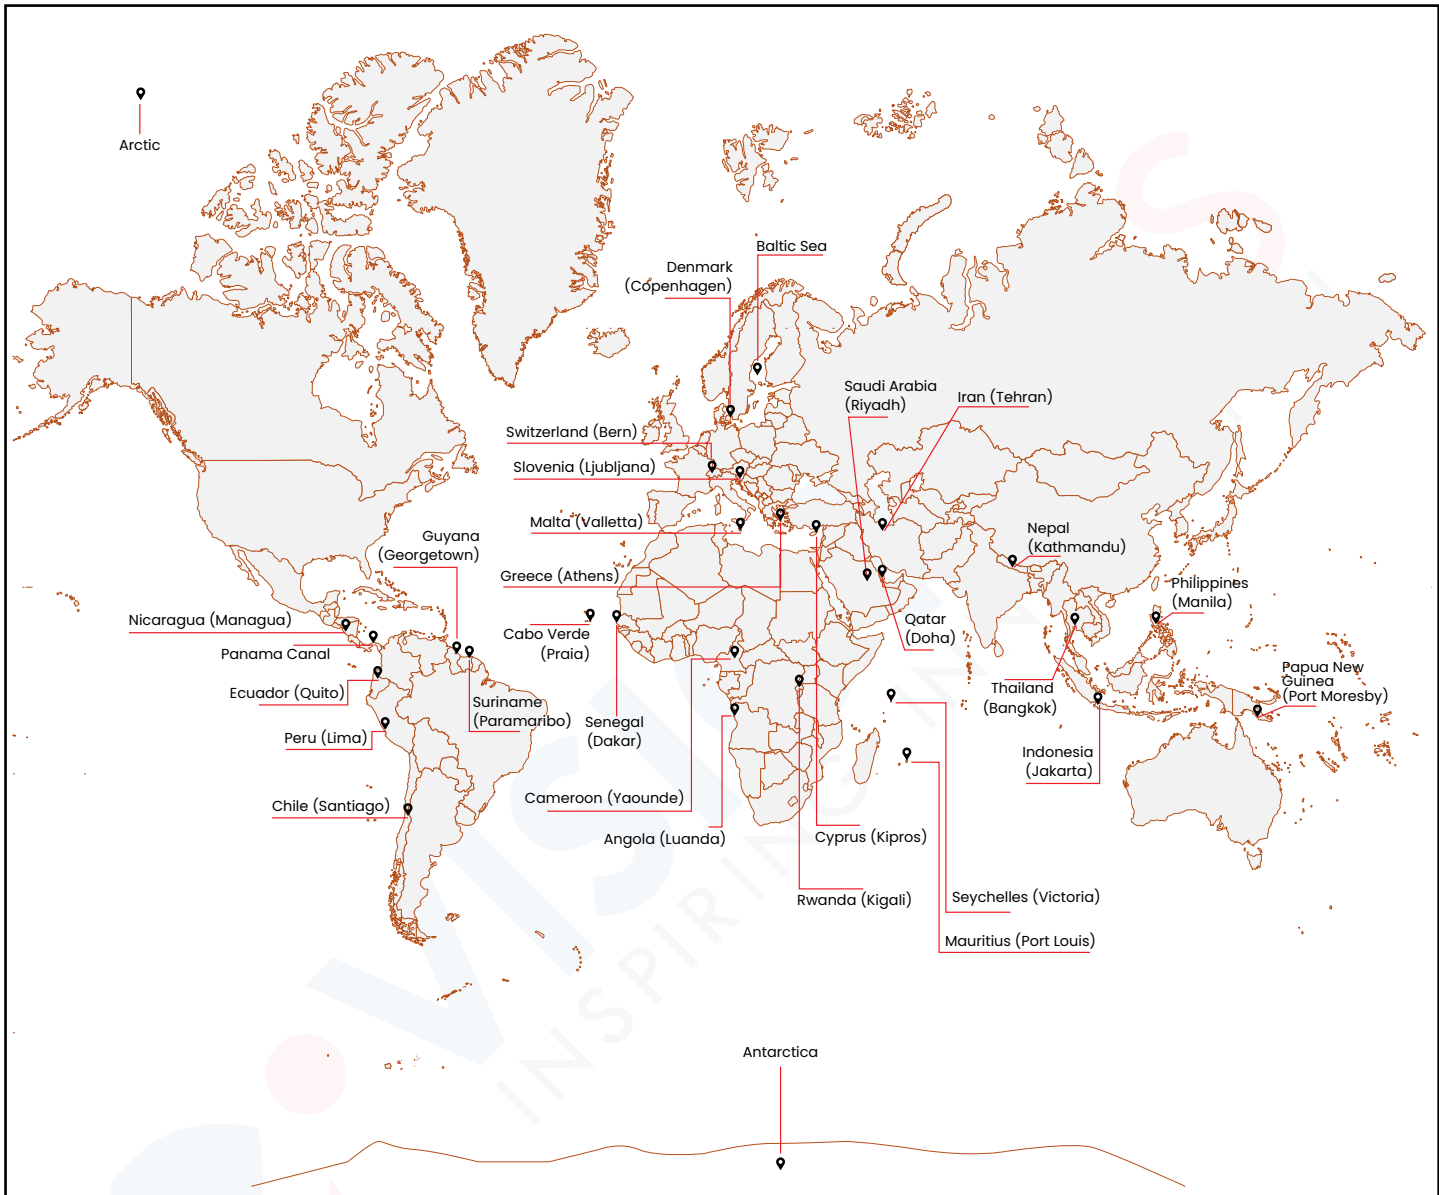 Arctic
Baltic Sea
Denmark
(Copenhagen)
Saudi Arabia
(Riyadh)
Iran (Tehran)
Switzerland (Bern)
Slovenia (Ljubljana)
Malta (Valletta)
Nepal
(Kathmandu)
Guyana
(Georgetown)
Greece (Athens)
Philippines
(Manila)
Nicaragua (Managua)
Cabo Verde
(Praia)
Qatar
(Doha)
Panama Canal
Ecuador (Quito)
Suriname
(Paramaribo)
Senegal
(Dakar)
Thailand
(Bangkok)
Papua New
Guinea
(Port Moresby)
Peru (Lima)
Indonesia
(Jakarta)
Chile (Santiago)
Cameroon (Yaounde)
Angola (Luanda)
Cyprus (Kipros)
Rwanda (Kigali)
Seychelles (Victoria)
Mauritius (Port Louis)
Antarctica
INSPIRING